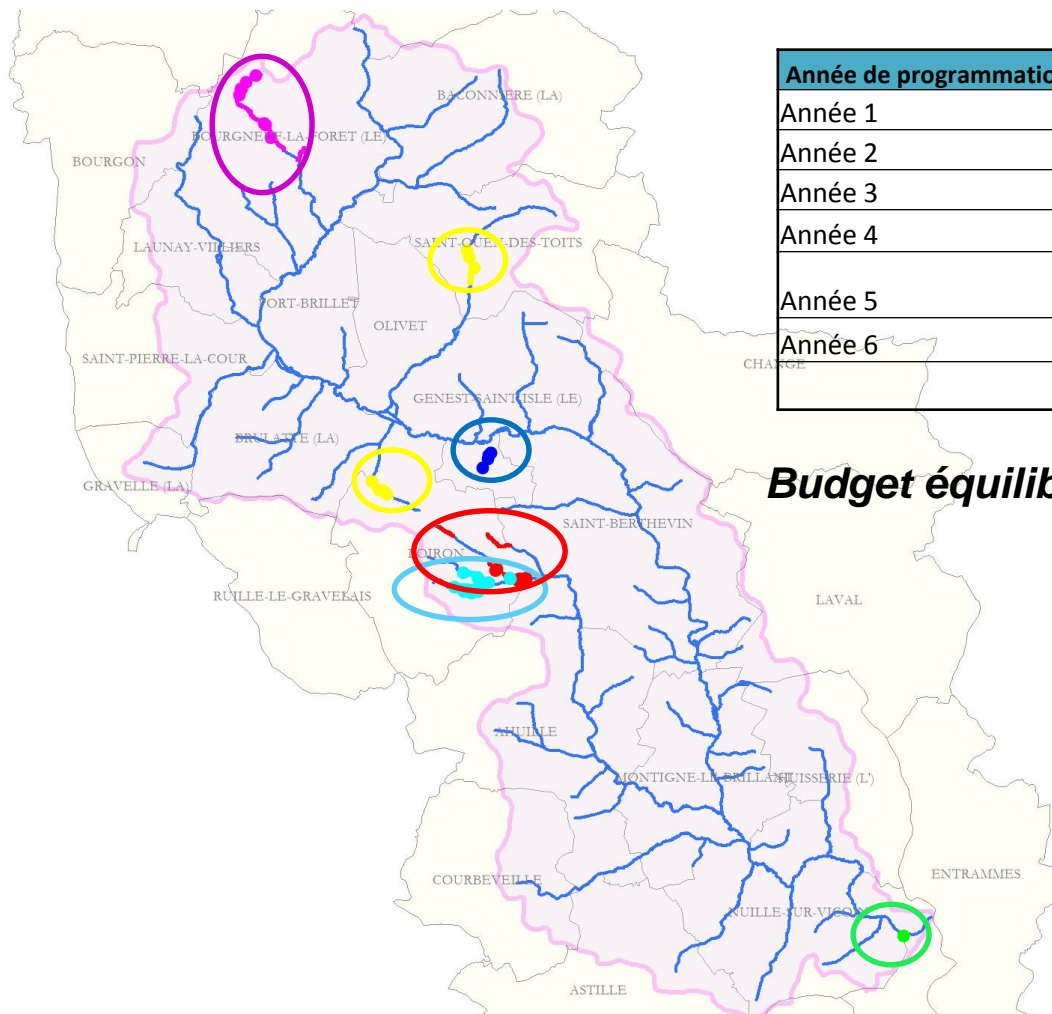 Année de programmatio
Année 1
Année 2
Année 3
Année 4
Année 5
Année 6
Budget équilib
BACONNIERE (LA)
BOURGNEUF-LA-FORET (LE)
BOURGON
LAUNAY-VILLIERS
SAINT-OUEN-DES-TOITS
PORT-BRILLET
OLIVET
SAINT-PIERRE-LA-COUR
CHANGE
GENEST-SAINT-ISLE (LE)
BRULATTE (LA)
GRAVELLE (LA)
SAINT-BERTHEVIN
LOIRON
RUILLE-LE-GRAVELAIS
LAVAL
AHUILLE
MONTIGNE-LE-BRILLANT
HUISSERIE (L')
COURBEVEILLE
ENTRAMMES
NUILLE-SUR-VICOIN
ASTILLE